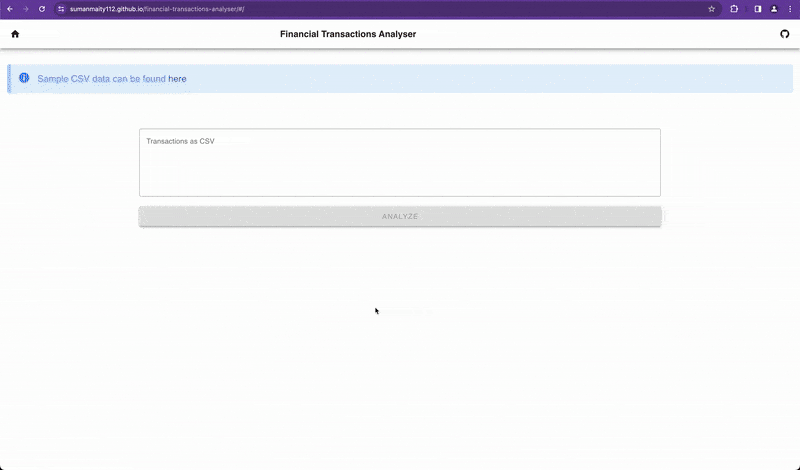 sumanmaity112.github.io/financial-transactions-analyser/#/
Financial Transactions Analyser
Sample CSV data can be found here
Transactions as CSV
ANALYZE